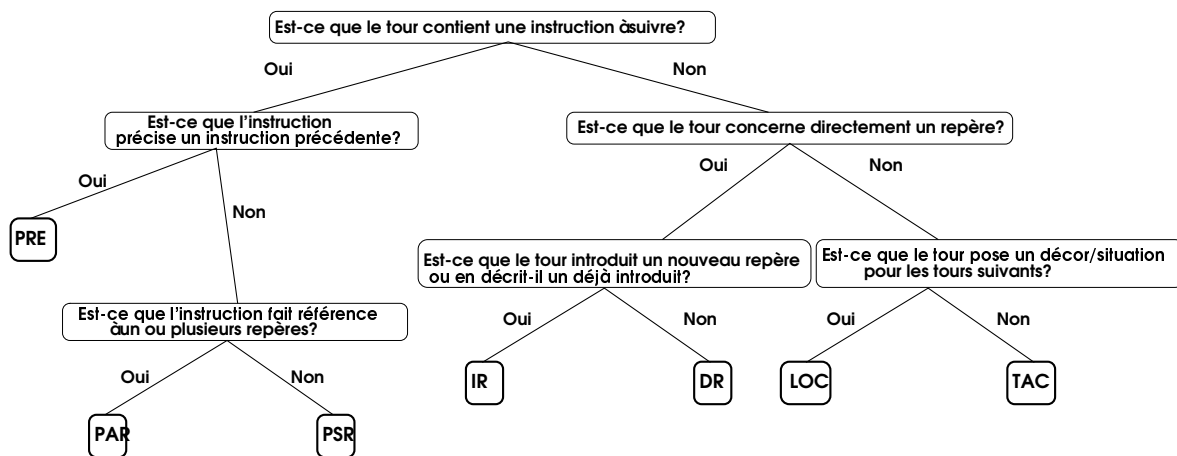 Est-ce que le tour contient une instruction àsuivre?
Oui
Non
Est-ce que l'instruction
précise un instruction précédente?
Est-ce que le tour concerne directement un repère?
Oui
Non
Oui
Non
PRE
Est-ce que le tour introduit un nouveau repère
ou en décrit-il un déjà introduit?
Est-ce que le tour pose un décor/situation
pour les tours suivants?
Est-ce que l'instruction fait référence
àun ou plusieurs repères?
Oui
Non
Oui
Non
Oui
Non
IR
DR
LOC
TAC
PAR
PSR